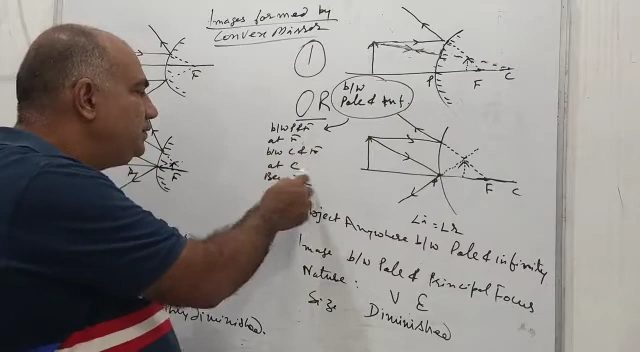 Images formed by
Convex Mirror
1
OR
b/w
Pole & Inf.
b/w P & F
at F
b/w C & F
at C
Be
F
F
P
F
C
P
F
C
∠i = ∠r
Object Anywhere b/w Pole & infinity
Image b/w Pole & Principal Focus
Nature: V E
Size Diminished
diminished.